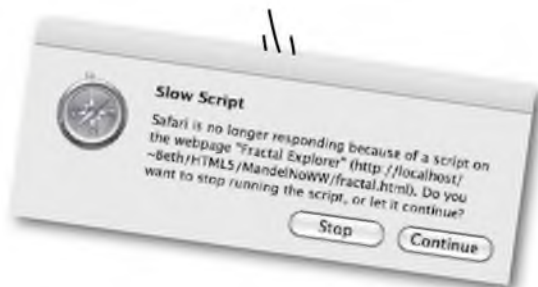 Slow Script
Safari is no longer responding because of a script on
the webpage "Fractal Explorer" (http://localhost/
~Beth/HTML5/MandelNoWW/fractal.html). Do you
want to stop running the script, or let it continue?
Stop
Continue